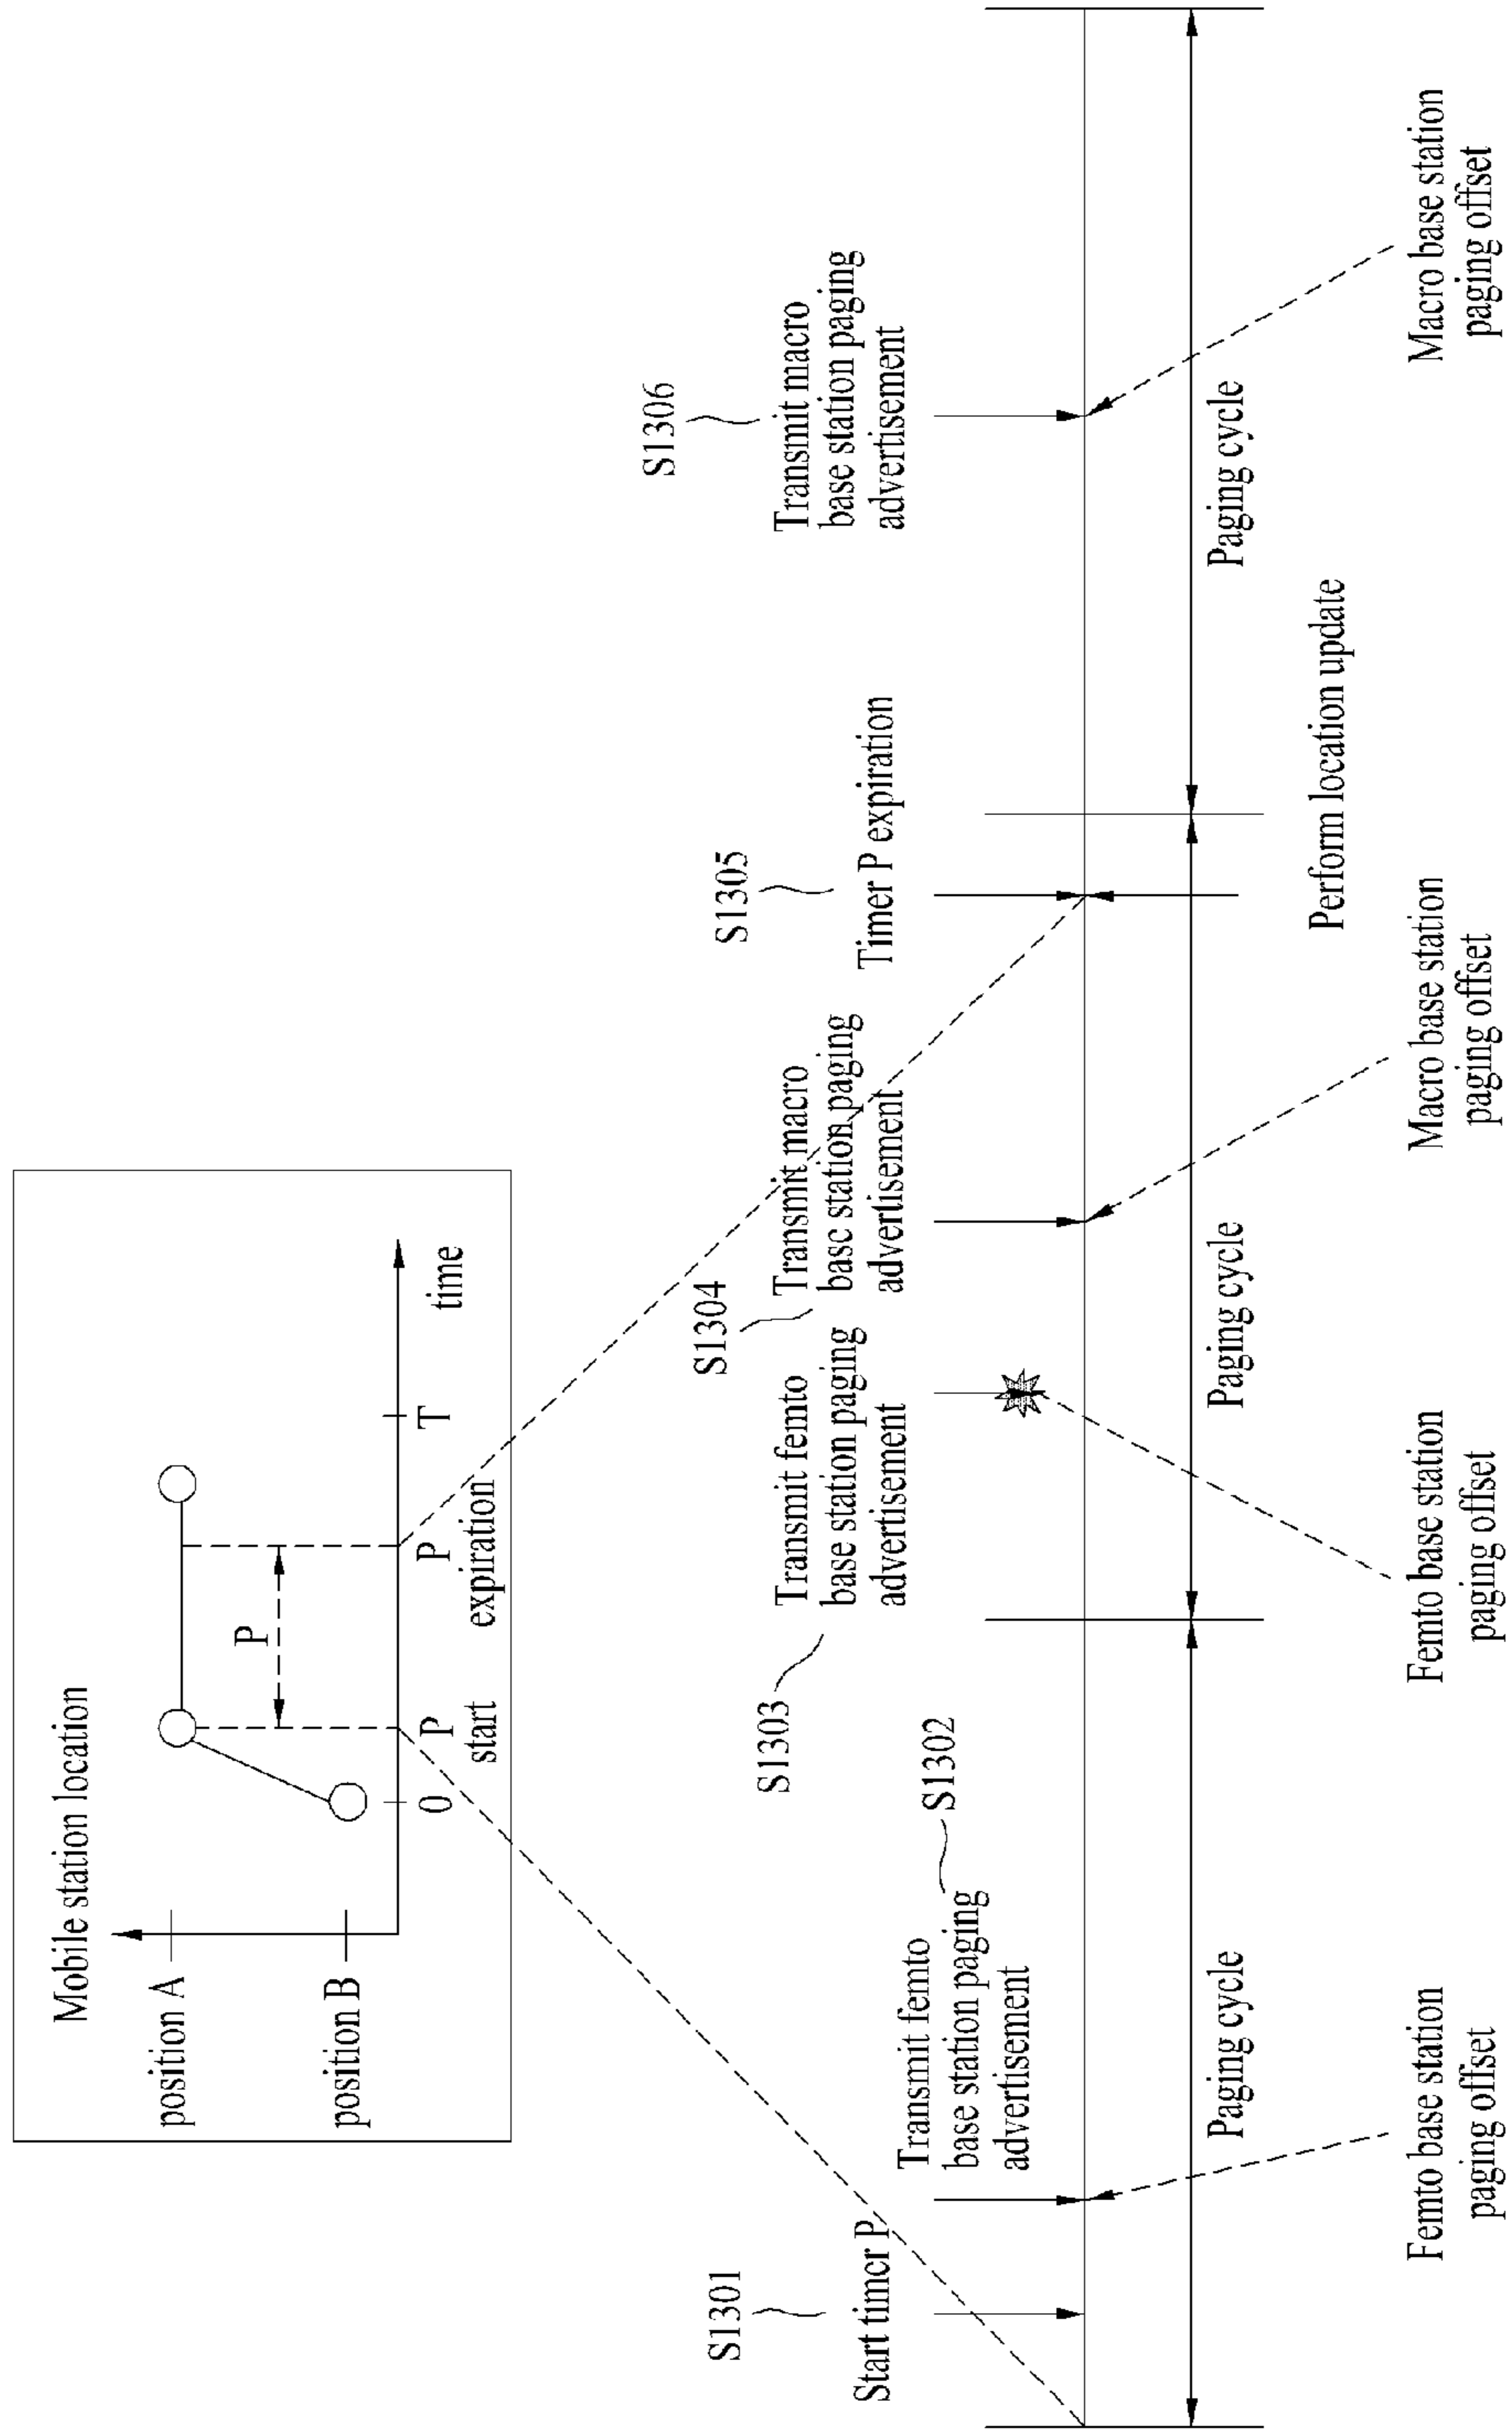 Mobile station location
position A
position B
P
0
P
start
P
expiration
T
time
S1301
Start timer P
Transmit femto
base station paging
advertisement
S1302
S1303
Transmit femto
base station paging
advertisement
S1304
Transmit macro
base station paging
advertisement
S1305
Timer P expiration
S1306
Transmit macro
base station paging
advertisement
Paging cycle
Paging cycle
Paging cycle
Perform location update
Femto base station
paging offset
Femto base station
paging offset
Macro base station
paging offset
Macro base station
paging offset